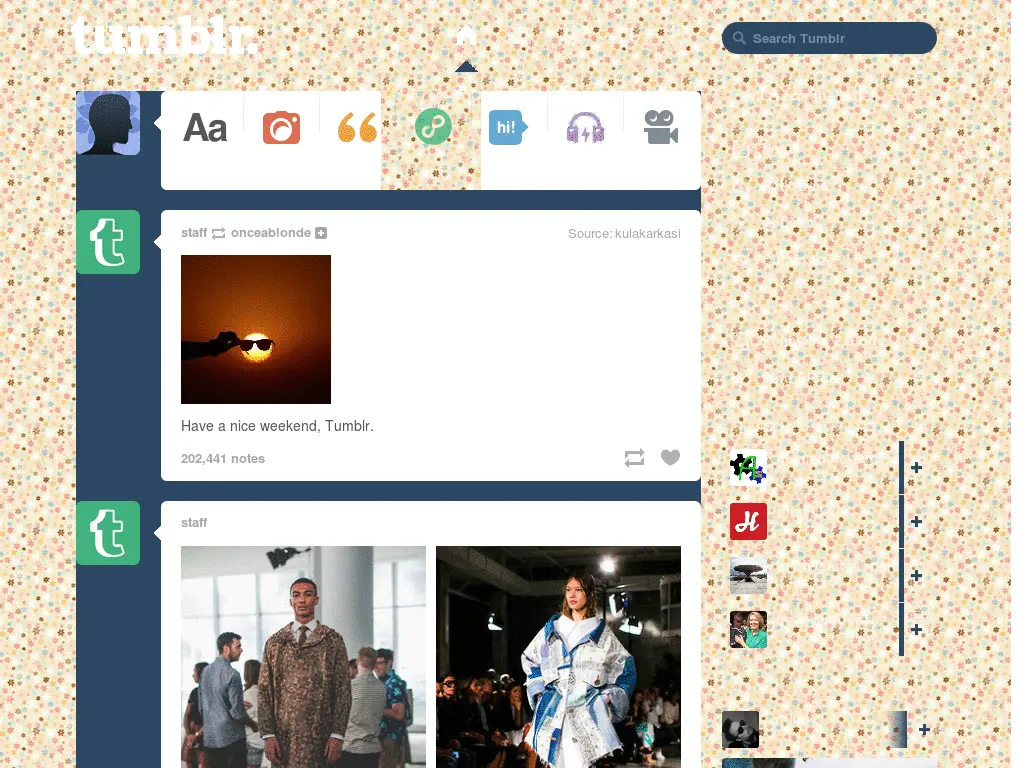 tumblr.
Search Tumblr
Aa
hi!
staff onceablonde
Source: kulakarkasi
Have a nice weekend, Tumblr.
202,441 notes
staff